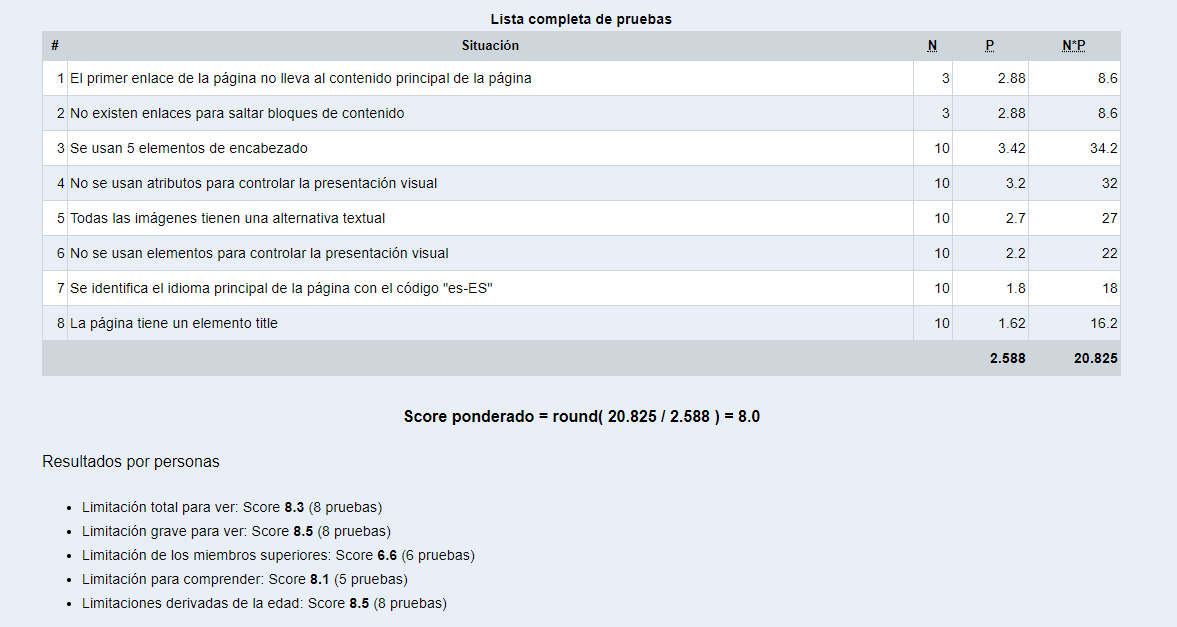 Lista completa de pruebas
# Situación N P N*P
1 El primer enlace de la página no lleva al contenido principal de la página 3 2.88 8.6
2 No existen enlaces para saltar bloques de contenido 3 2.88 8.6
3 Se usan 5 elementos de encabezado 10 3.42 34.2
4 No se usan atributos para controlar la presentación visual 10 3.2 32
5 Todas las imágenes tienen una alternativa textual 10 2.7 27
6 No se usan elementos para controlar la presentación visual 10 2.2 22
7 Se identifica el idioma principal de la página con el código "es-ES" 10 1.8 18
8 La página tiene un elemento title 10 1.62 16.2
2.588 20.825
Score ponderado = round( 20.825 / 2.588 ) = 8.0
Resultados por personas
• Limitación total para ver: Score 8.3 (8 pruebas)
• Limitación grave para ver: Score 8.5 (8 pruebas)
• Limitación de los miembros superiores: Score 6.6 (6 pruebas)
• Limitación para comprender: Score 8.1 (5 pruebas)
• Limitaciones derivadas de la edad: Score 8.5 (8 pruebas)